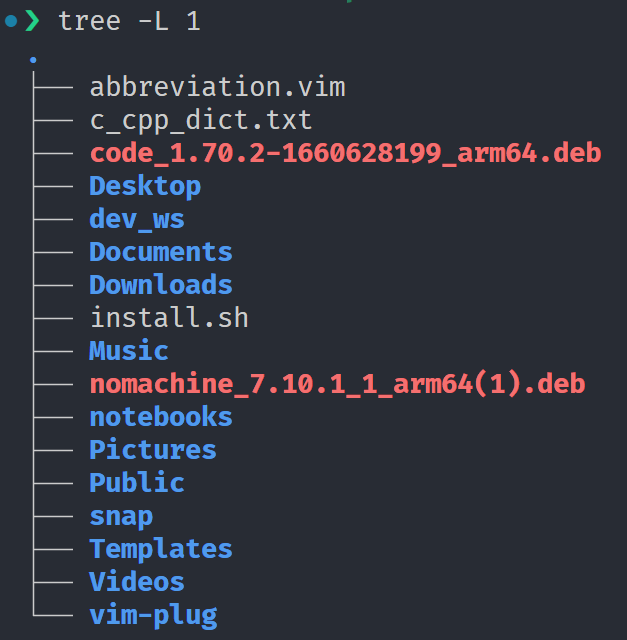 ❯ tree -L 1
.
├── abbreviation.vim
├── c_cpp_dict.txt
├── code_1.70.2-1660628199_arm64.deb
├── Desktop
├── dev_ws
├── Documents
├── Downloads
├── install.sh
├── Music
├── nomachine_7.10.1_1_arm64(1).deb
├── notebooks
├── Pictures
├── Public
├── snap
├── Templates
├── Videos
└── vim-plug